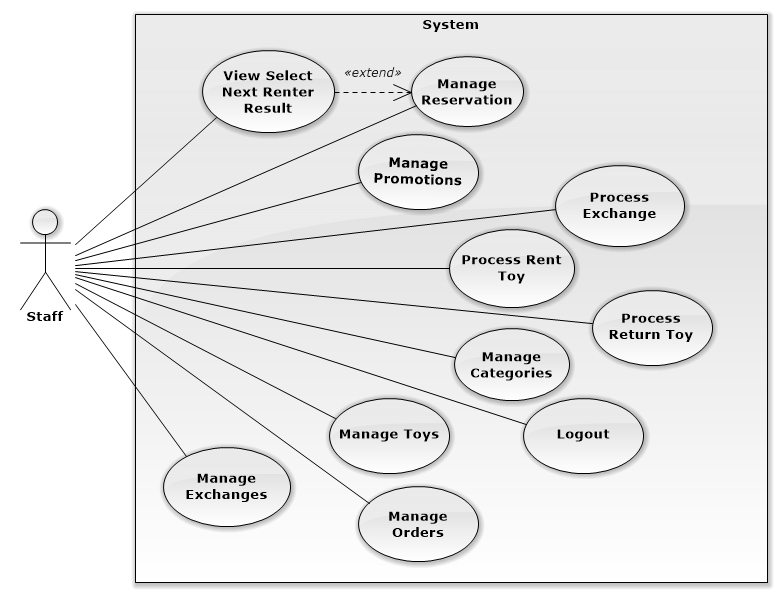 System
View Select
Next Renter
Result
«extend»
Manage
Reservation
Manage
Promotions
Process
Exchange
Process Rent
Toy
Process
Return Toy
Staff
Manage
Categories
Manage Toys
Logout
Manage
Exchanges
Manage
Orders